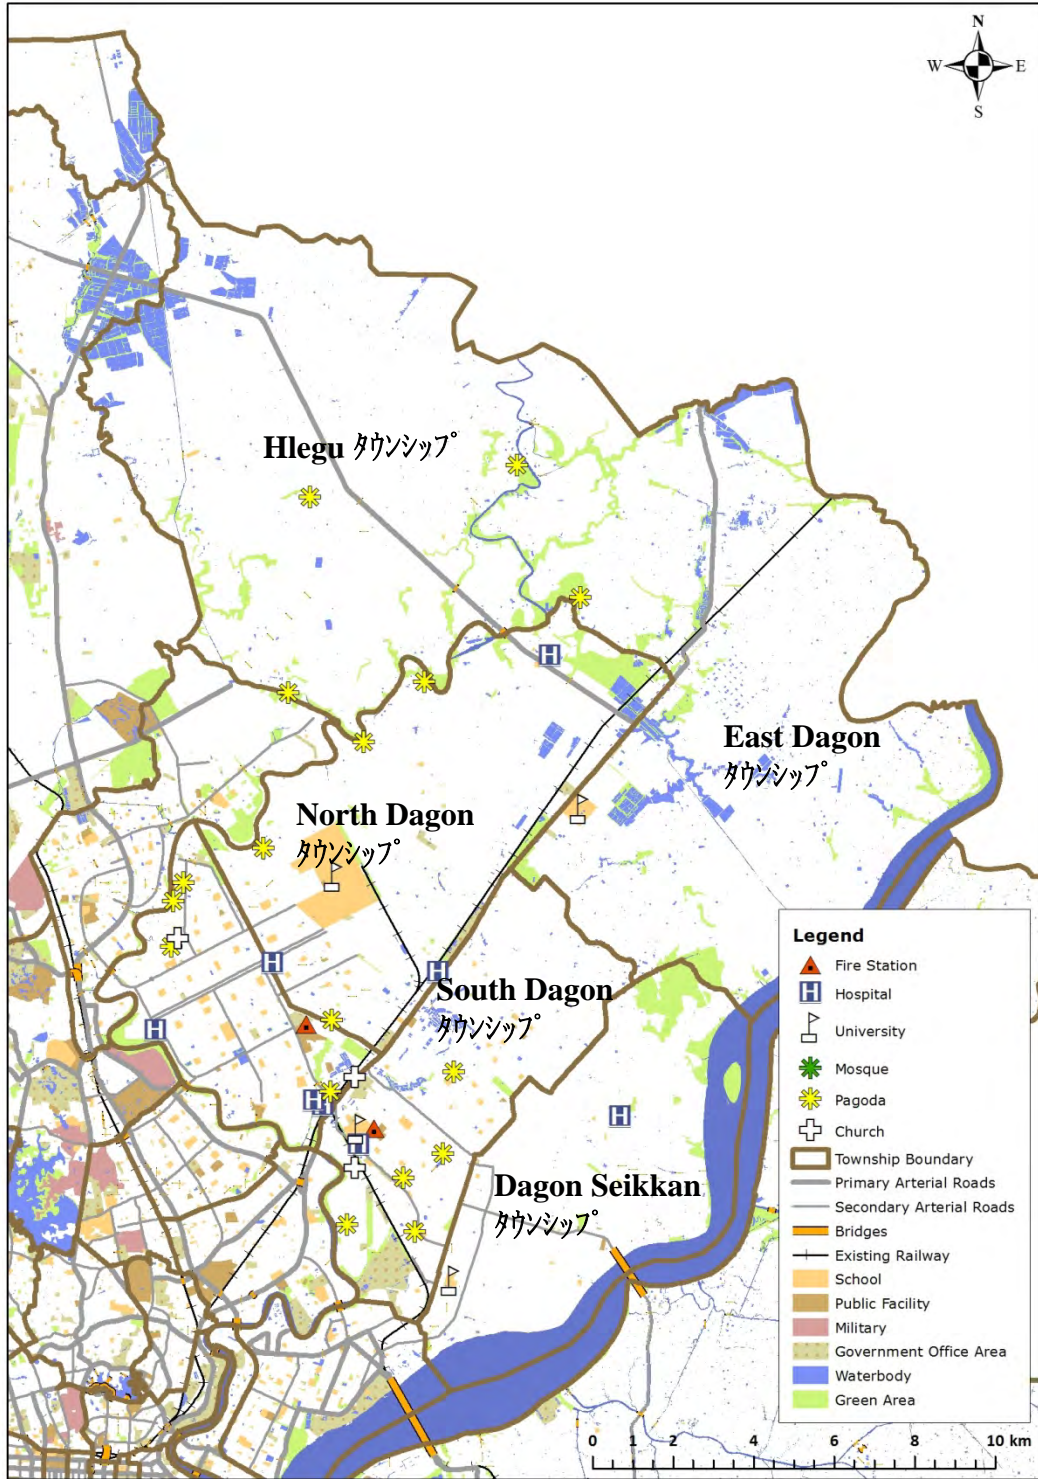 N
W E
S
Hlegu ﾀｳﾝｼｯﾌﾟ
East Dagon
ﾀｳﾝｼｯﾌﾟ
North Dagon
ﾀｳﾝｼｯﾌﾟ
South Dagon
ﾀｳﾝｼｯﾌﾟ
Dagon Seikkan
ﾀｳﾝｼｯﾌﾟ
Legend
Fire Station
H Hospital
University
Mosque
Pagoda
Church
Township Boundary
Primary Arterial Roads
Secondary Arterial Roads
Bridges
Existing Railway
School
Public Facility
Military
Government Office Area
Waterbody
Green Area
0 1 2 4 6 8 10 km
H
H
H
H
H
H
H
H